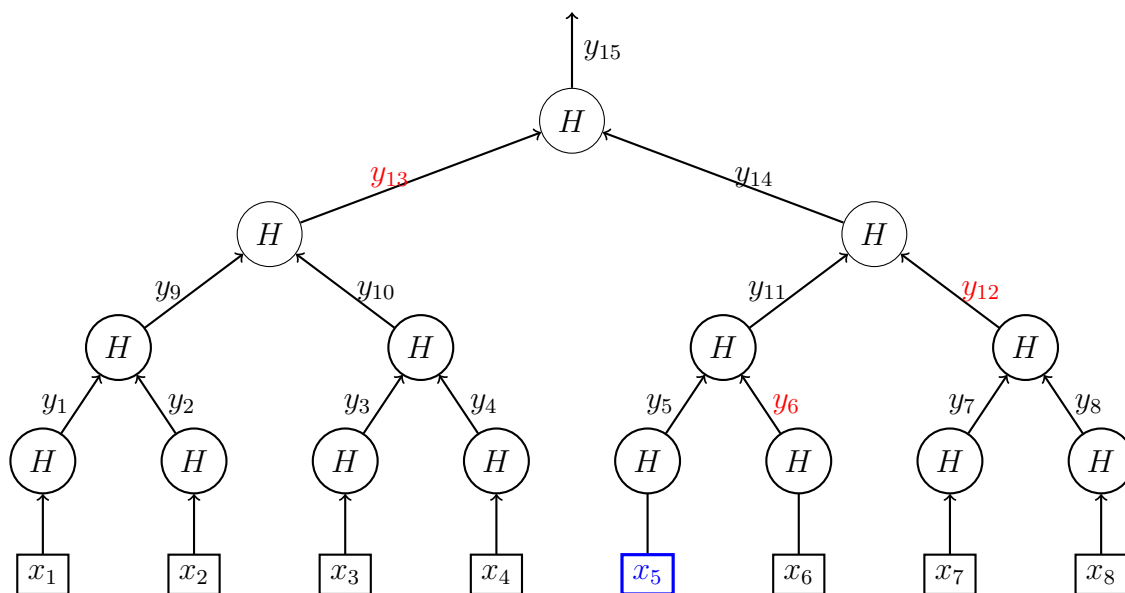 y₁₅
H
y₁₃ y₁₄
H H
y₉ y₁₀ y₁₁ y₁₂
H H H H
y₁ y₂ y₃ y₄ y₅ y₆ y₇ y₈
H H H H H H H H
x₁ x₂ x₃ x₄ x₅ x₆ x₇ x₈